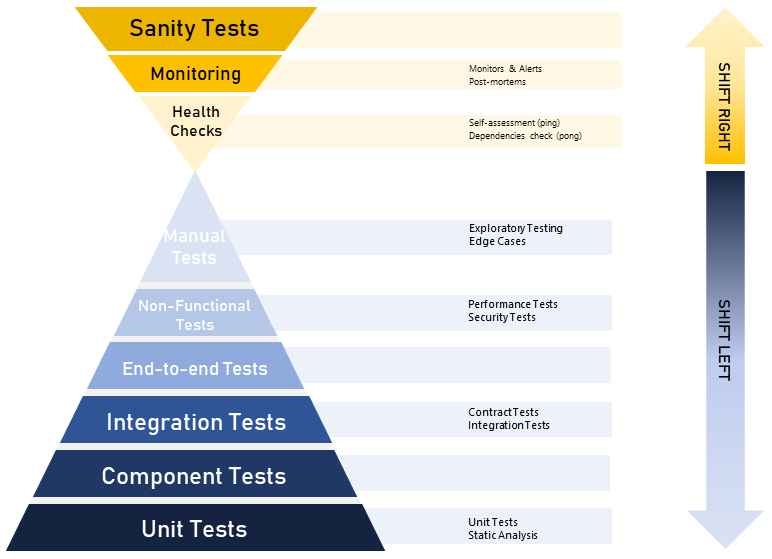 Sanity Tests
Monitoring
Monitors & Alerts
Post-mortems
Health
Checks
Self-assessment (ping)
Dependencies check (pong)
SHIFT RIGHT
Manual
Tests
Exploratory Testing
Edge Cases
Non-Functional
Tests
Performance Tests
Security Tests
End-to-end Tests
Integration Tests
Contract Tests
Integration Tests
Component Tests
Unit Tests
Unit Tests
Static Analysis
SHIFT LEFT